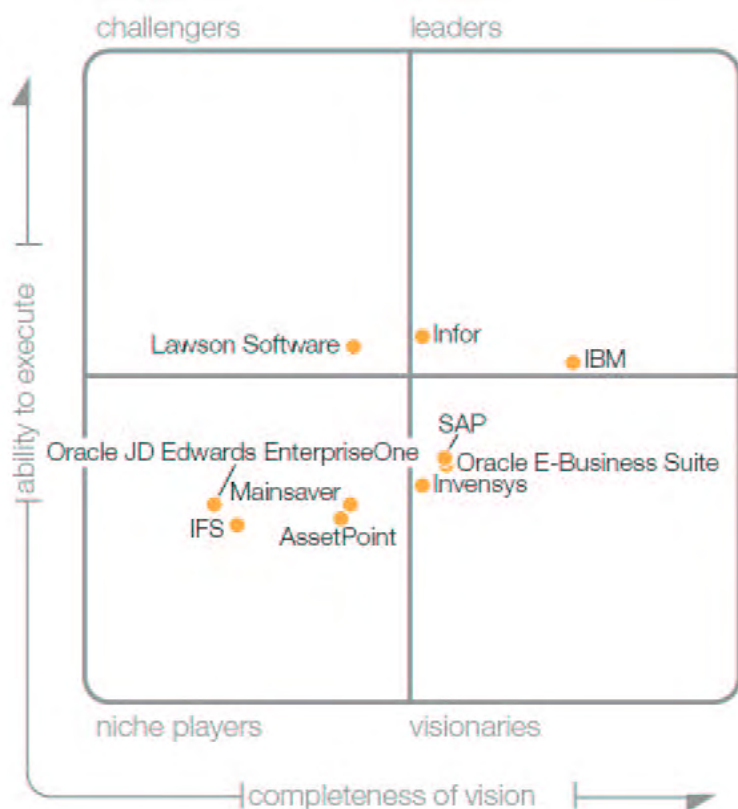 challengers
leaders
ability to execute
Lawson Software
Infor
IBM
SAP
Oracle JD Edwards EnterpriseOne
Oracle E-Business Suite
Mainsaver
Invensys
IFS
AssetPoint
niche players
visionaries
completeness of vision